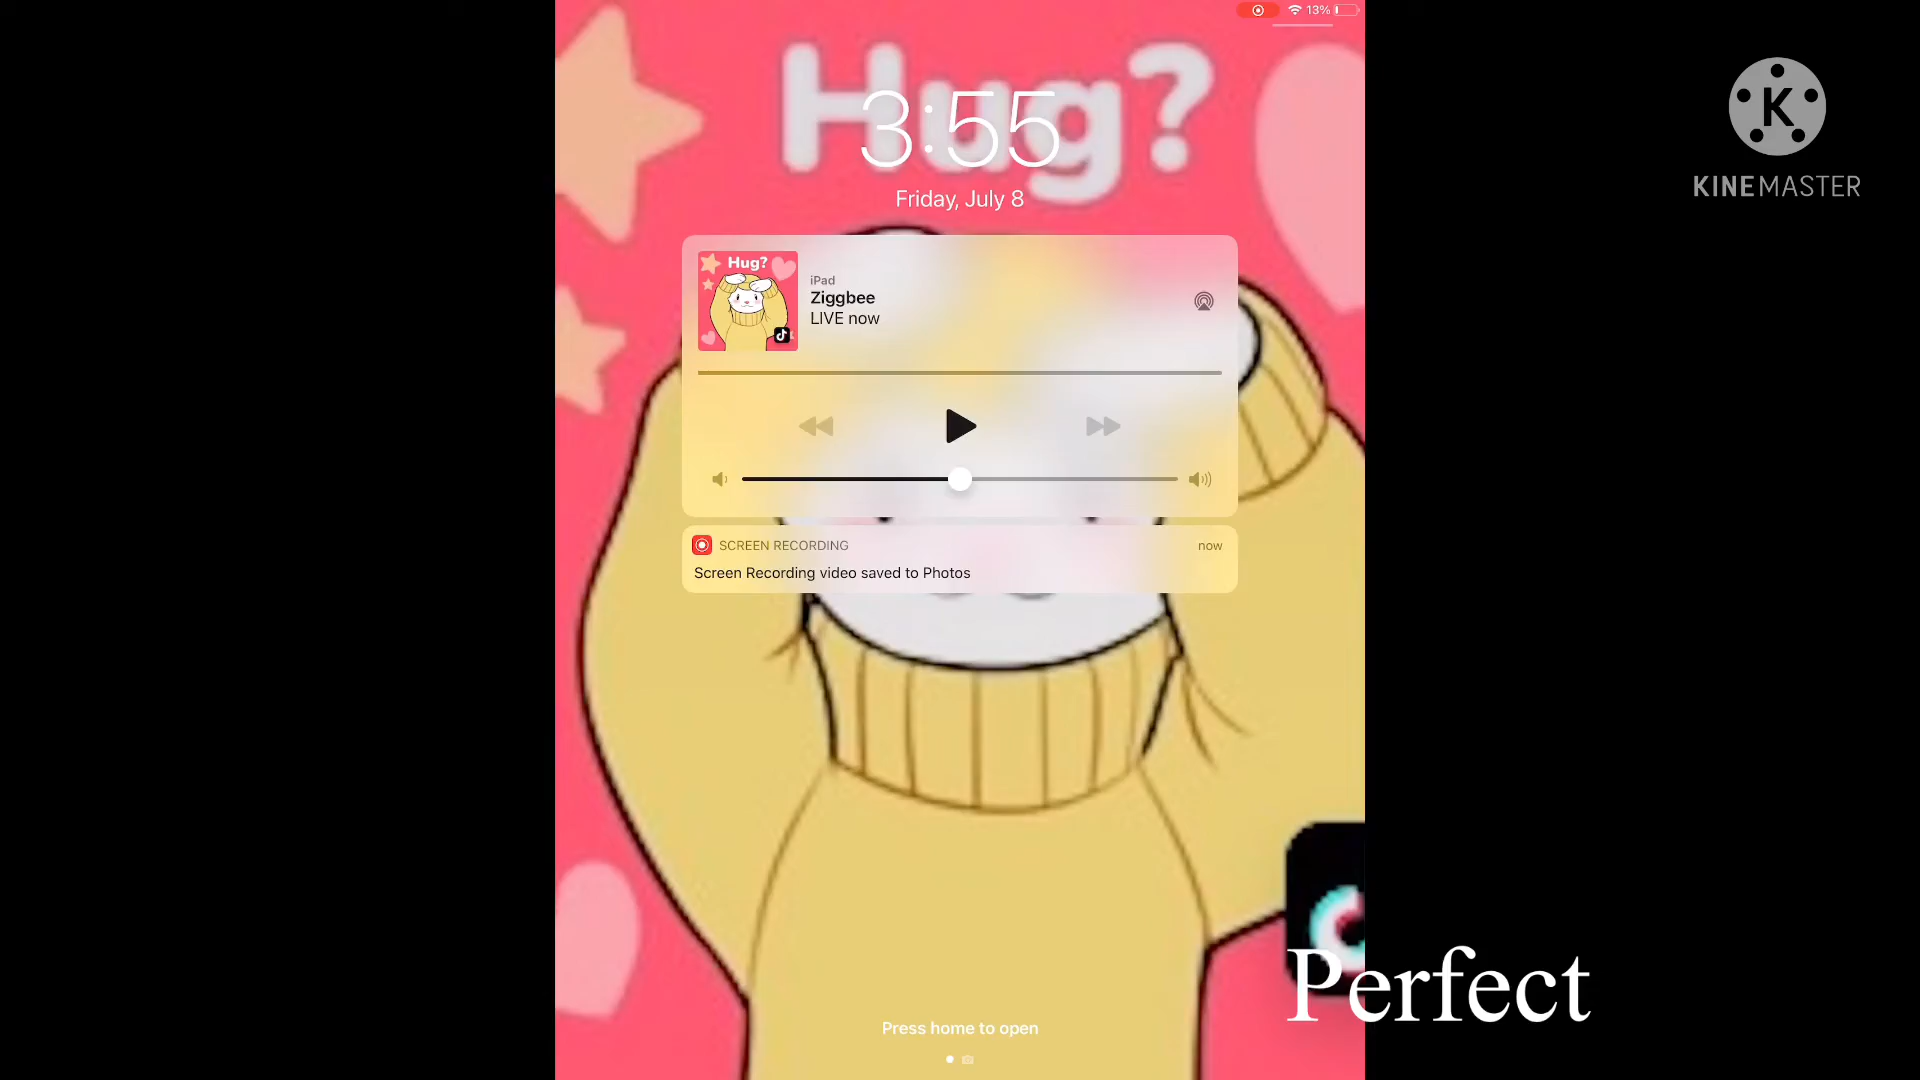 13%
Hug?
3:55
Friday, July 8
Hug?
iPad
Ziggbee
LIVE now
SCREEN RECORDING
now
Screen Recording video saved to Photos
Press home to open
K
KINEMASTER
Perfect